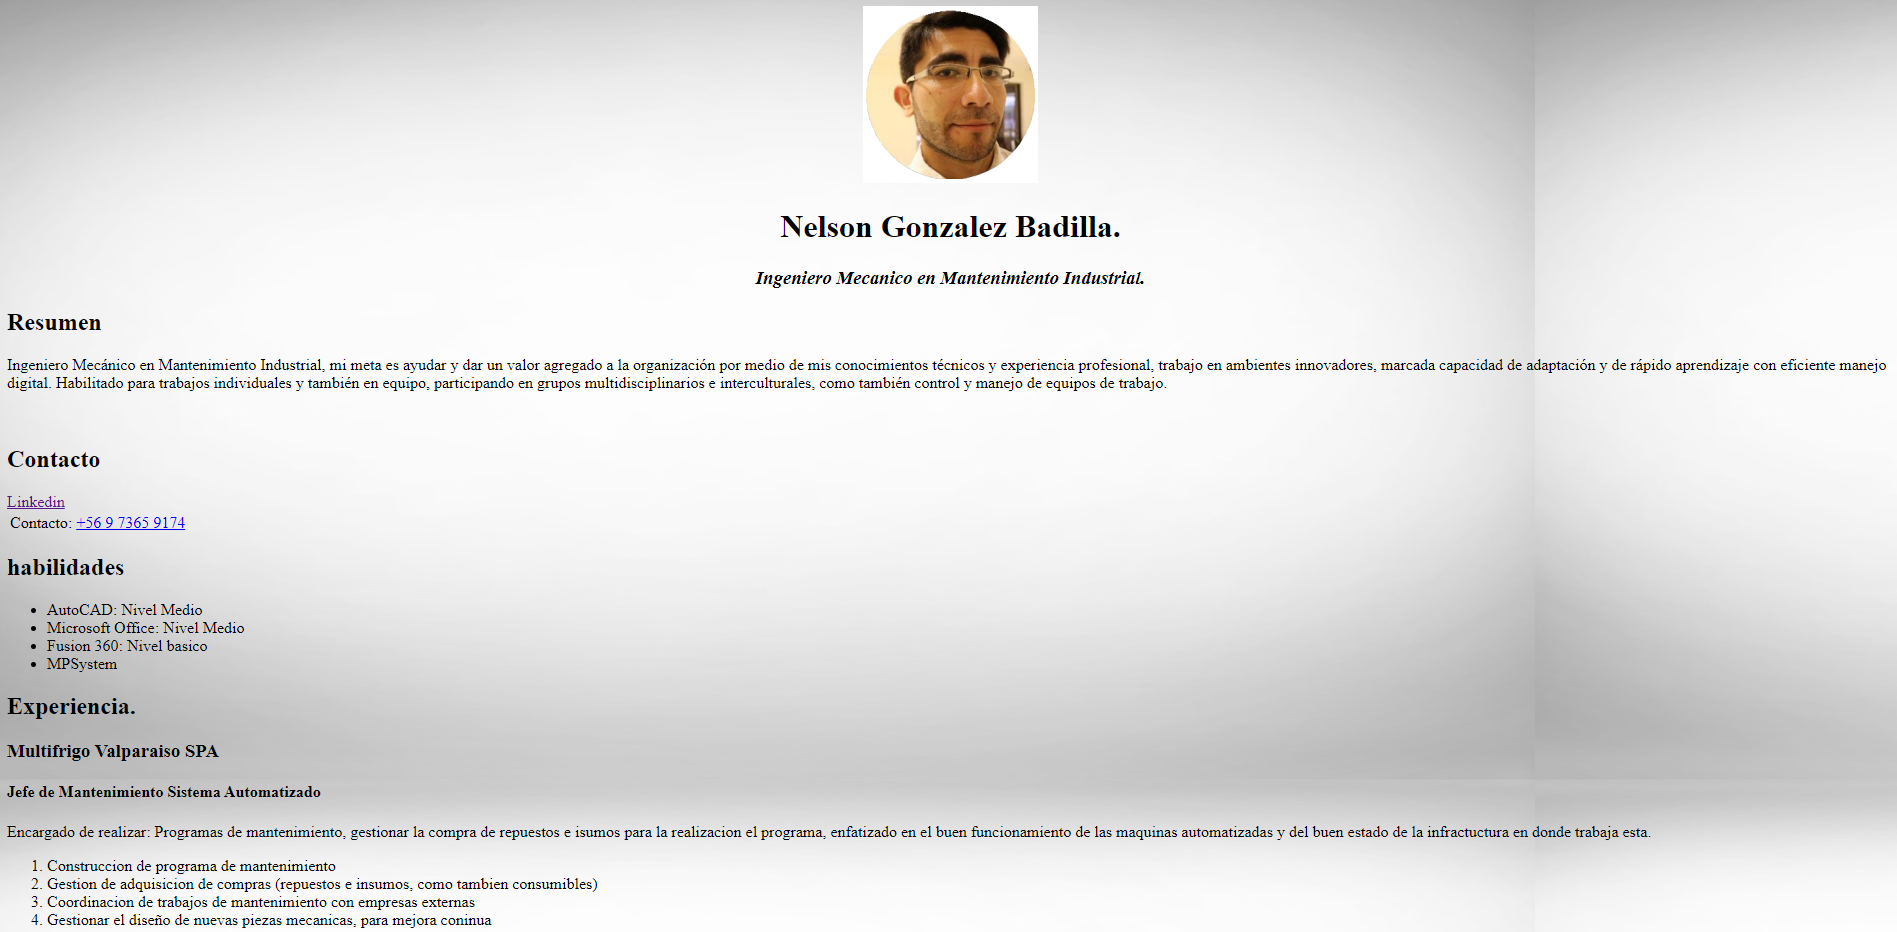 Nelson Gonzalez Badilla.
Ingeniero Mecanico en Mantenimiento Industrial.
Resumen
Ingeniero Mecánico en Mantenimiento Industrial, mi meta es ayudar y dar un valor agregado a la organización por medio de mis conocimientos técnicos y experiencia profesional, trabajo en ambientes innovadores, marcada capacidad de adaptación y de rápido aprendizaje con eficiente manejo
digital. Habilitado para trabajos individuales y también en equipo, participando en grupos multidisciplinarios e interculturales, como también control y manejo de equipos de trabajo.
Contacto
Linkedin
Contacto: +56 9 7365 9174
habilidades
• AutoCAD: Nivel Medio
• Microsoft Office: Nivel Medio
• Fusion 360: Nivel basico
• MPSystem
Experiencia.
Multifrigo Valparaiso SPA
Jefe de Mantenimiento Sistema Automatizado
Encargado de realizar: Programas de mantenimiento, gestionar la compra de repuestos e isumos para la realizacion el programa, enfatizado en el buen funcionamiento de las maquinas automatizadas y del buen estado de la infractuctura en donde trabaja esta.
1. Construccion de programa de mantenimiento
2. Gestion de adquisicion de compras (repuestos e insumos, como tambien consumibles)
3. Coordinacion de trabajos de mantenimiento con empresas externas
4. Gestionar el diseño de nuevas piezas mecanicas, para mejora coninua